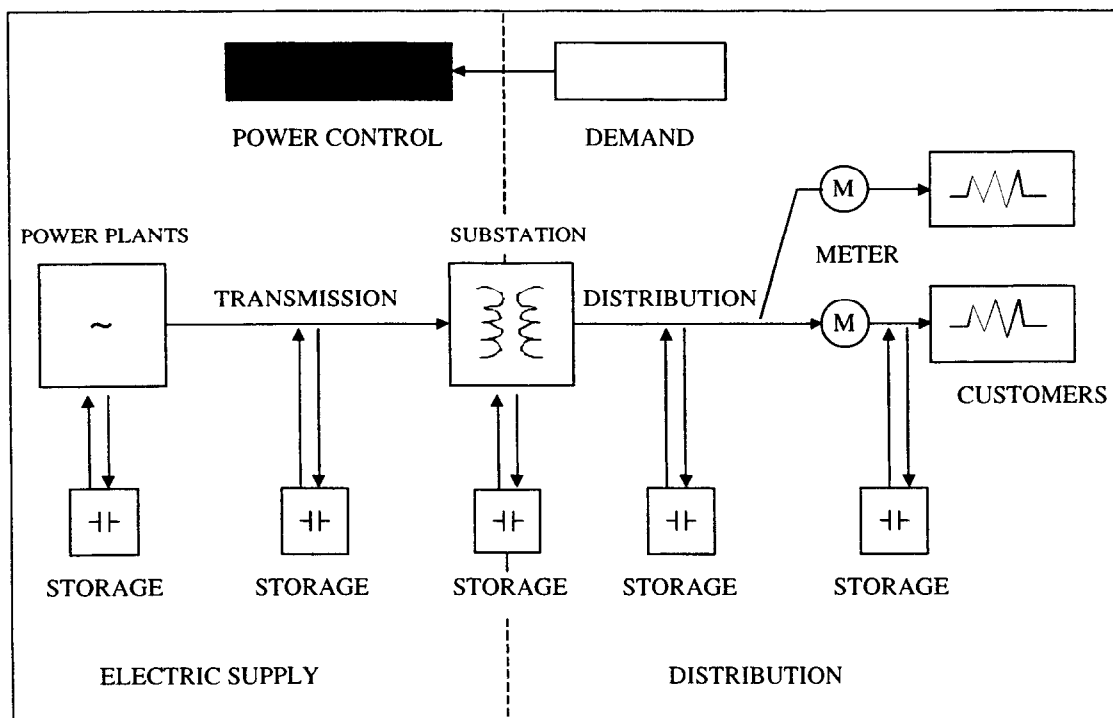 POWER CONTROL
DEMAND
POWER PLANTS
SUBSTATION
M
METER
TRANSMISSION
DISTRIBUTION
~
M
CUSTOMERS
STORAGE
STORAGE
STORAGE
STORAGE
STORAGE
ELECTRIC SUPPLY
DISTRIBUTION